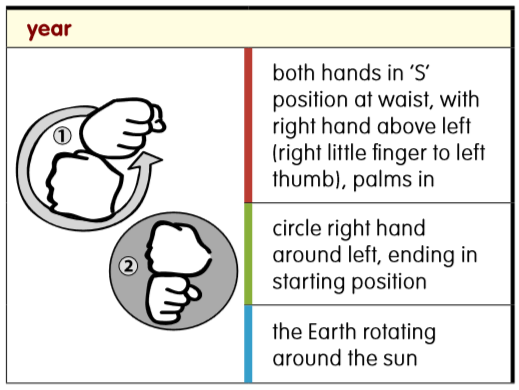 year
①
②
both hands in ‘S’
position at waist, with
right hand above left
(right little finger to left
thumb), palms in
circle right hand
around left, ending in
starting position
the Earth rotating
around the sun